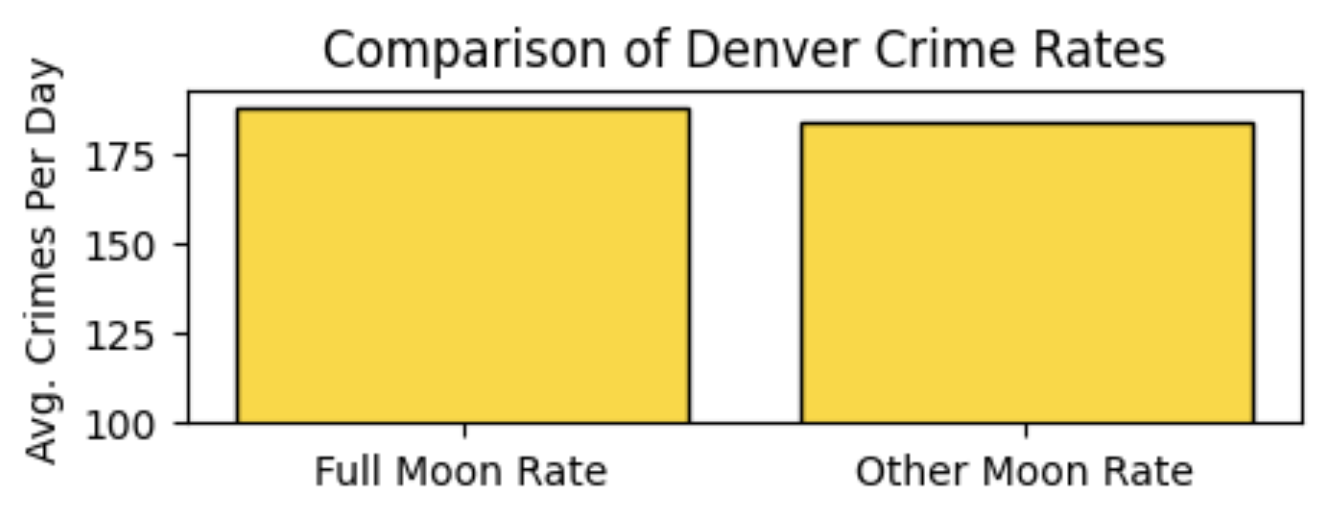 Comparison of Denver Crime Rates
Avg. Crimes Per Day
175
150
125
100
Full Moon Rate
Other Moon Rate